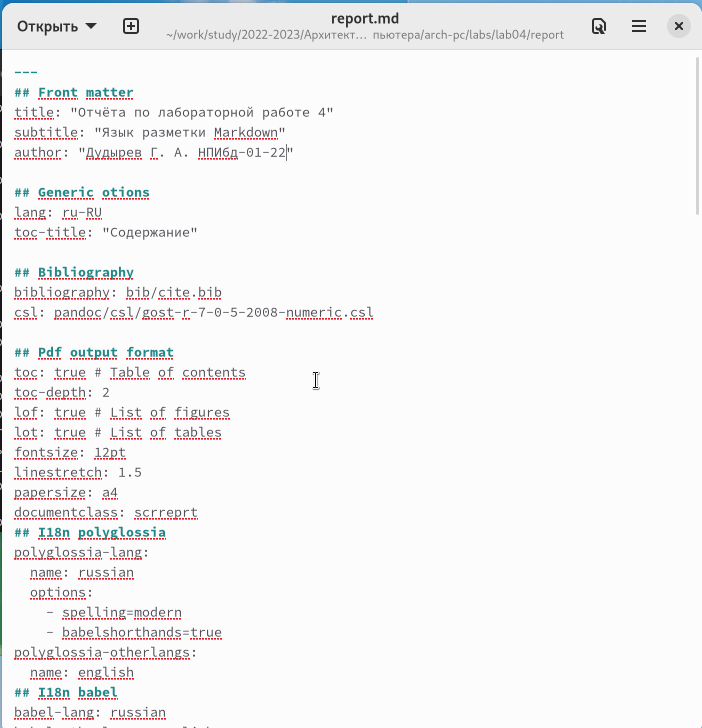 Открыть
report.md
~/work/study/2022-2023/Архитект… пьютера/arch-pc/labs/lab04/report
---
## Front matter
title: "Отчёта по лабораторной работе 4"
subtitle: "Язык разметки Markdown"
author: "Дудырев Г. А. НПИбд-01-22"
## Generic otions
lang: ru-RU
toc-title: "Содержание"
## Bibliography
bibliography: bib/cite.bib
csl: pandoc/csl/gost-r-7-0-5-2008-numeric.csl
## Pdf output format
toc: true # Table of contents
toc-depth: 2
lof: true # List of figures
lot: true # List of tables
fontsize: 12pt
linestretch: 1.5
papersize: a4
documentclass: scrreprt
## I18n polyglossia
polyglossia-lang:
  name: russian
  options:
    - spelling=modern
    - babelshorthands=true
polyglossia-otherlangs:
  name: english
## I18n babel
babel-lang: russian